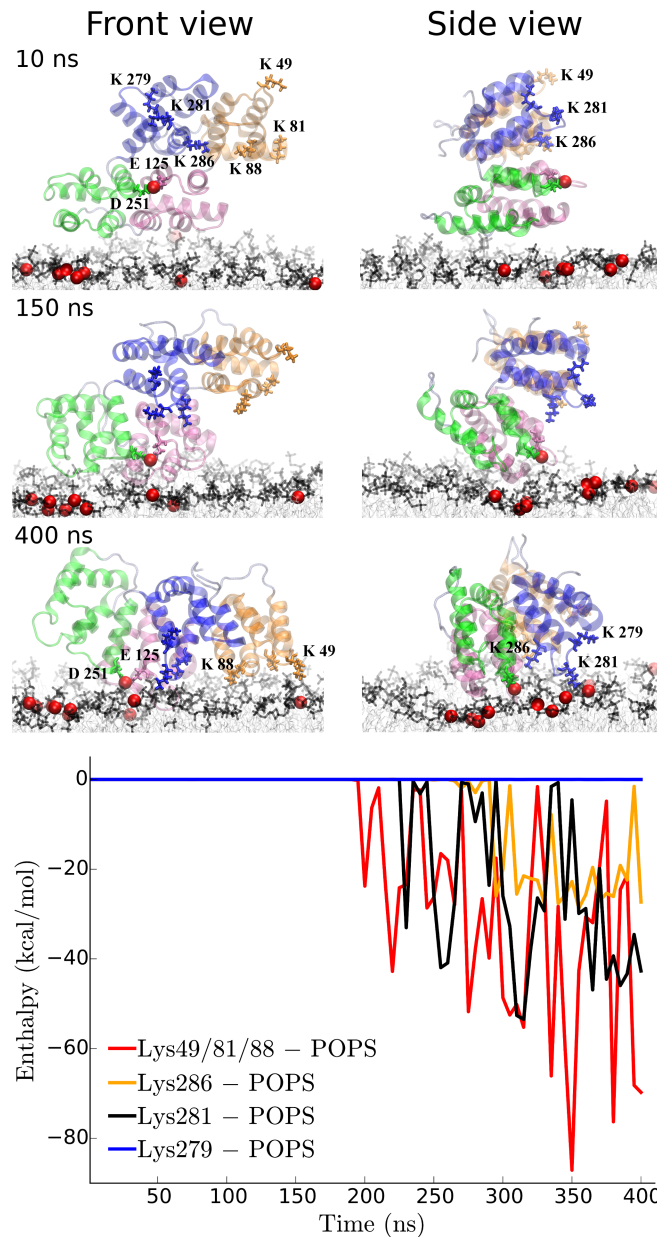 Front view Side view
10 ns
K 49
K 279
K 281
K 81
E 125
K 286
K 88
D 251
K 49
K 281
K 286
150 ns
400 ns
E 125
D 251
K 88
K 49
K 286
K 279
K 281
0
−20
−40
−60
−80
Enthalpy (kcal/mol)
Lys49/81/88 − POPS
Lys286 − POPS
Lys281 − POPS
Lys279 − POPS
50 100 150 200 250 300 350 400
Time (ns)